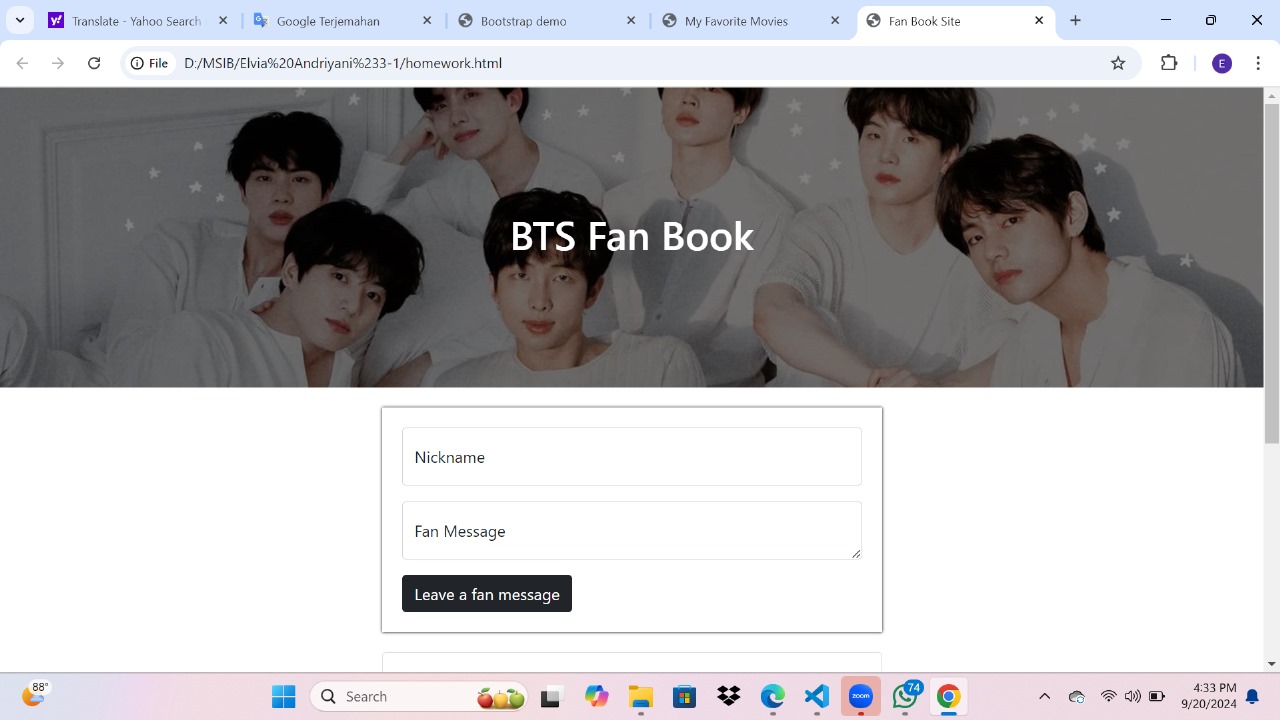 Translate - Yahoo Search
Google Terjemahan
Bootstrap demo
My Favorite Movies
Fan Book Site
File
D:/MSIB/Elvia%20Andriyani%233-1/homework.html
E
BTS Fan Book
Nickname
Fan Message
Leave a fan message
88°
Search
zoom
74
4:33 PM
9/20/2024